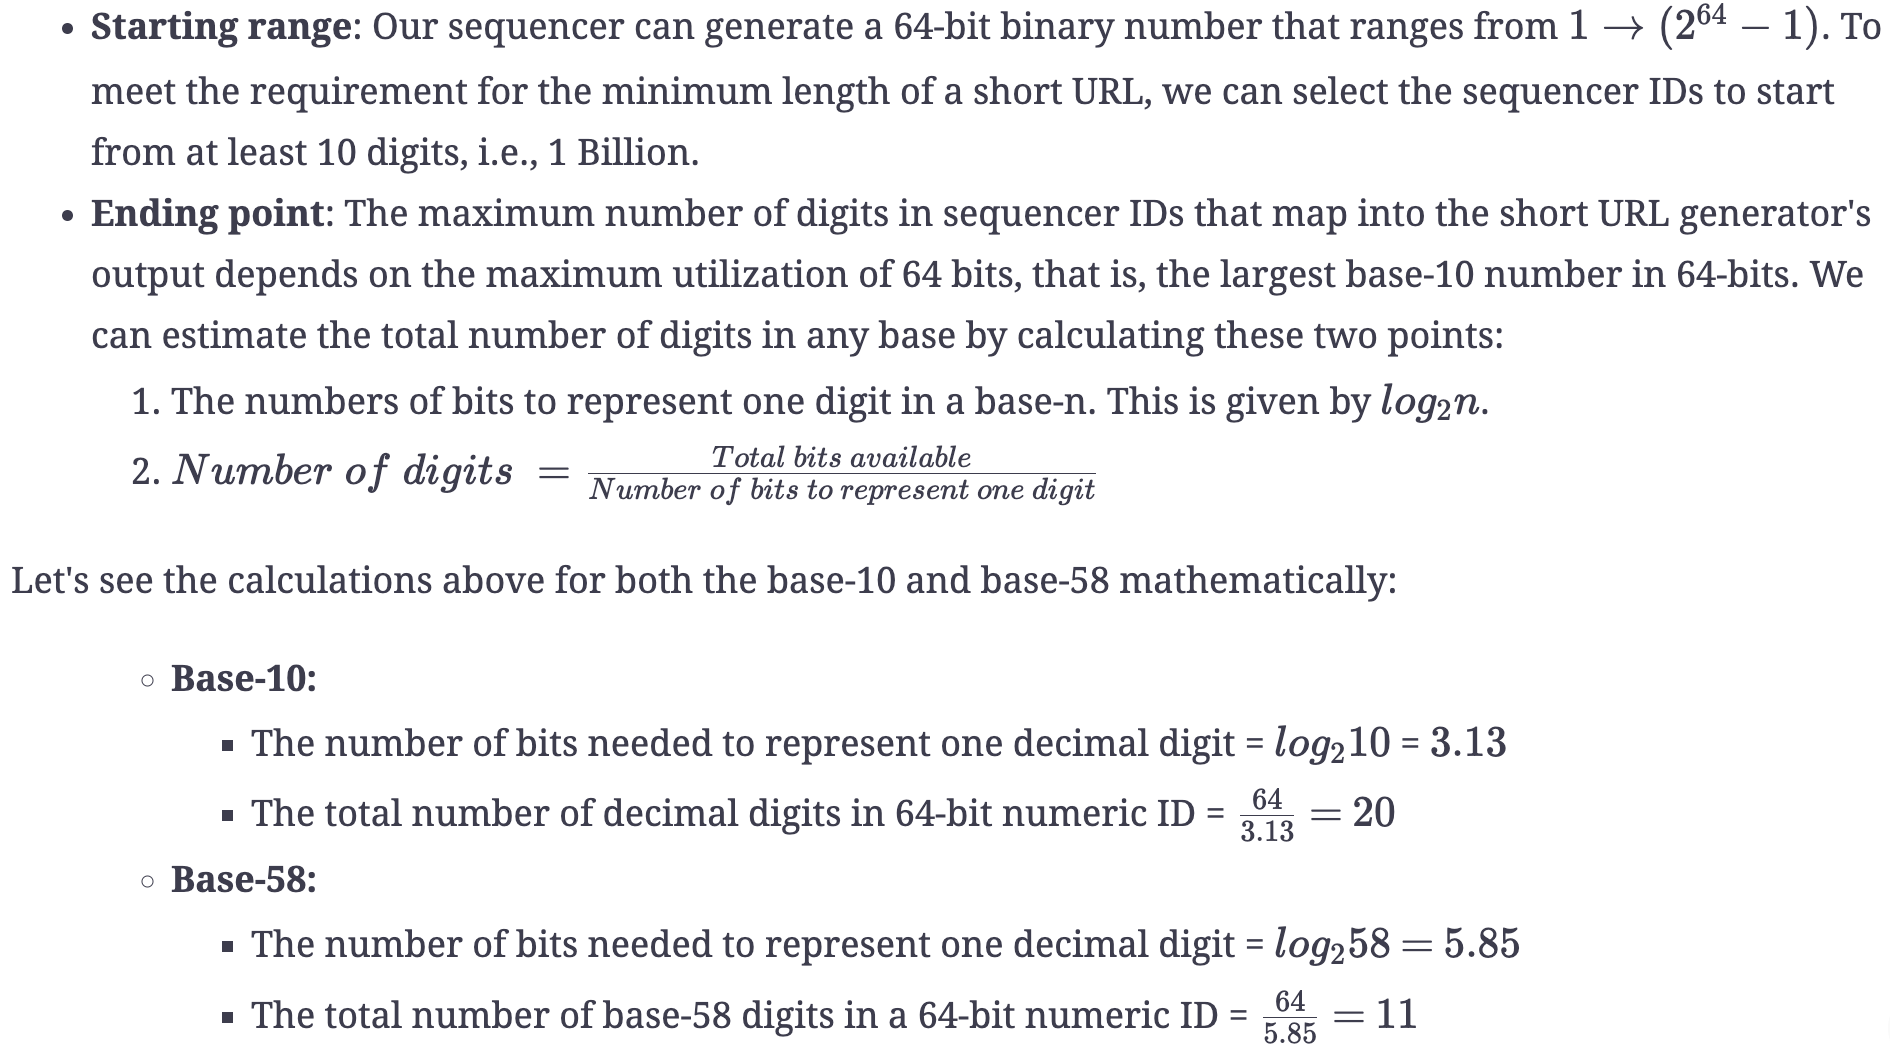 • Starting range: Our sequencer can generate a 64-bit binary number that ranges from 1 → (2^64 − 1). To
meet the requirement for the minimum length of a short URL, we can select the sequencer IDs to start
from at least 10 digits, i.e., 1 Billion.
• Ending point: The maximum number of digits in sequencer IDs that map into the short URL generator's
output depends on the maximum utilization of 64 bits, that is, the largest base-10 number in 64-bits. We
can estimate the total number of digits in any base by calculating these two points:
1. The numbers of bits to represent one digit in a base-n. This is given by log₂n.
2. Number of digits = Total bits available / Number of bits to represent one digit
Let's see the calculations above for both the base-10 and base-58 mathematically:
○ Base-10:
▪ The number of bits needed to represent one decimal digit = log₂10 = 3.13
▪ The total number of decimal digits in 64-bit numeric ID = 64/3.13 = 20
○ Base-58:
▪ The number of bits needed to represent one decimal digit = log₂58 = 5.85
▪ The total number of base-58 digits in a 64-bit numeric ID = 64/5.85 = 11